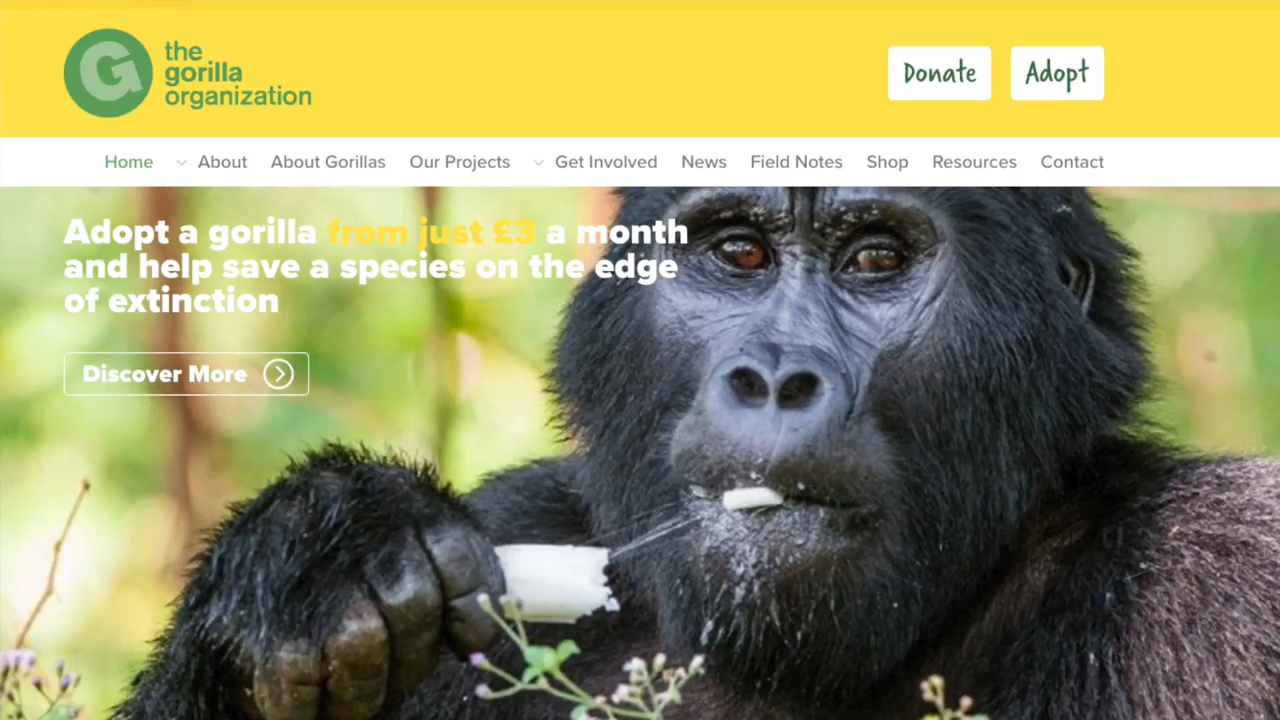 the
gorilla
organization
Donate
Adopt
Home
About
About Gorillas
Our Projects
Get Involved
News
Field Notes
Shop
Resources
Contact
Adopt a gorilla from just £3 a month
and help save a species on the edge
of extinction
Discover More